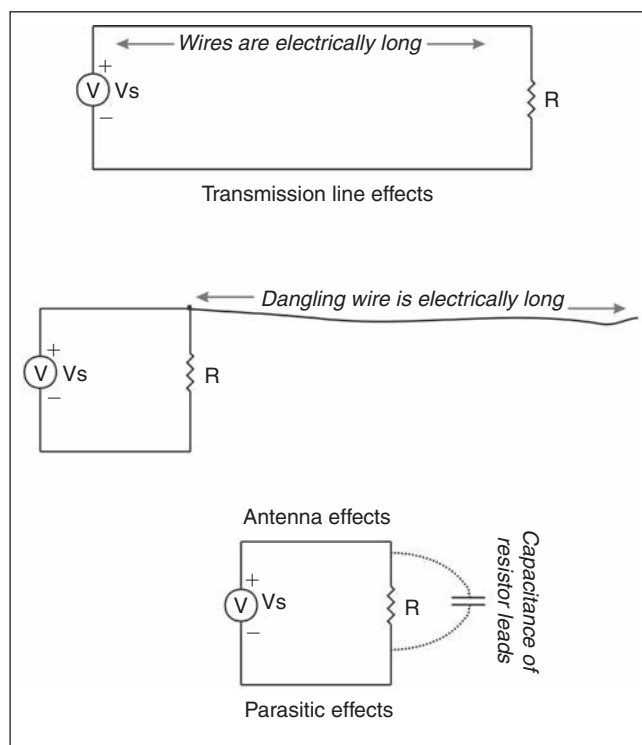 Wires are electrically long
+
V Vs
−
R
Transmission line effects
Dangling wire is electrically long
+
V Vs
−
R
Antenna effects
+
V Vs
−
R
Capacitance of
resistor leads
Parasitic effects